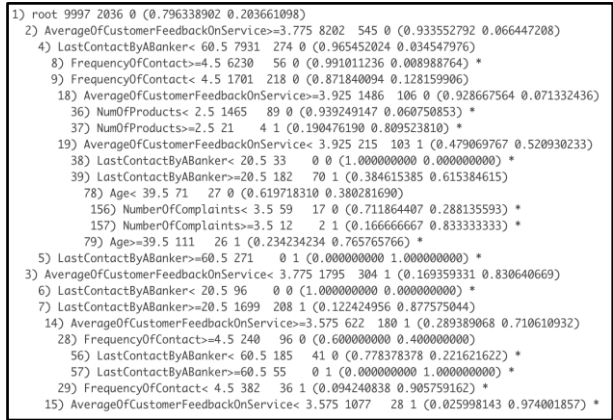 1) root 9997 2036 0 (0.796338902 0.203661098)
2) AverageOfCustomerFeedbackOnService>=3.775 8202 545 0 (0.933552792 0.066447208)
4) LastContactByABanker< 60.5 7931 274 0 (0.965452024 0.034547976)
8) FrequencyOfContact>=4.5 6230 56 0 (0.991011236 0.008988764) *
9) FrequencyOfContact< 4.5 1701 218 0 (0.871840094 0.128159906)
18) AverageOfCustomerFeedbackOnService>=3.925 1486 106 0 (0.928667564 0.071332436)
36) NumOfProducts< 2.5 1465 89 0 (0.939249147 0.060750853) *
37) NumOfProducts>=2.5 21 4 1 (0.190476190 0.809523810) *
19) AverageOfCustomerFeedbackOnService< 3.925 215 103 1 (0.479069767 0.520930233)
38) LastContactByABanker< 20.5 33 0 0 (1.000000000 0.000000000) *
39) LastContactByABanker>=20.5 182 70 1 (0.384615385 0.615384615)
78) Age< 39.5 71 27 0 (0.619718310 0.380281690)
156) NumberOfComplaints< 3.5 59 17 0 (0.711864407 0.288135593) *
157) NumberOfComplaints>=3.5 12 2 1 (0.166666667 0.833333333) *
79) Age>=39.5 111 26 1 (0.234234234 0.765765766) *
5) LastContactByABanker>=60.5 271 0 1 (0.000000000 1.000000000) *
3) AverageOfCustomerFeedbackOnService< 3.775 1795 304 1 (0.169359331 0.830640669)
6) LastContactByABanker< 20.5 96 0 0 (1.000000000 0.000000000) *
7) LastContactByABanker>=20.5 1699 208 1 (0.122424956 0.877575044)
14) AverageOfCustomerFeedbackOnService>=3.575 622 180 1 (0.289389068 0.710610932)
28) FrequencyOfContact>=4.5 240 96 0 (0.600000000 0.400000000)
56) LastContactByABanker< 60.5 185 41 0 (0.778378378 0.221621622) *
57) LastContactByABanker>=60.5 55 0 1 (0.000000000 1.000000000) *
29) FrequencyOfContact< 4.5 382 36 1 (0.094240838 0.905759162) *
15) AverageOfCustomerFeedbackOnService< 3.575 1077 28 1 (0.025998143 0.974001857) *